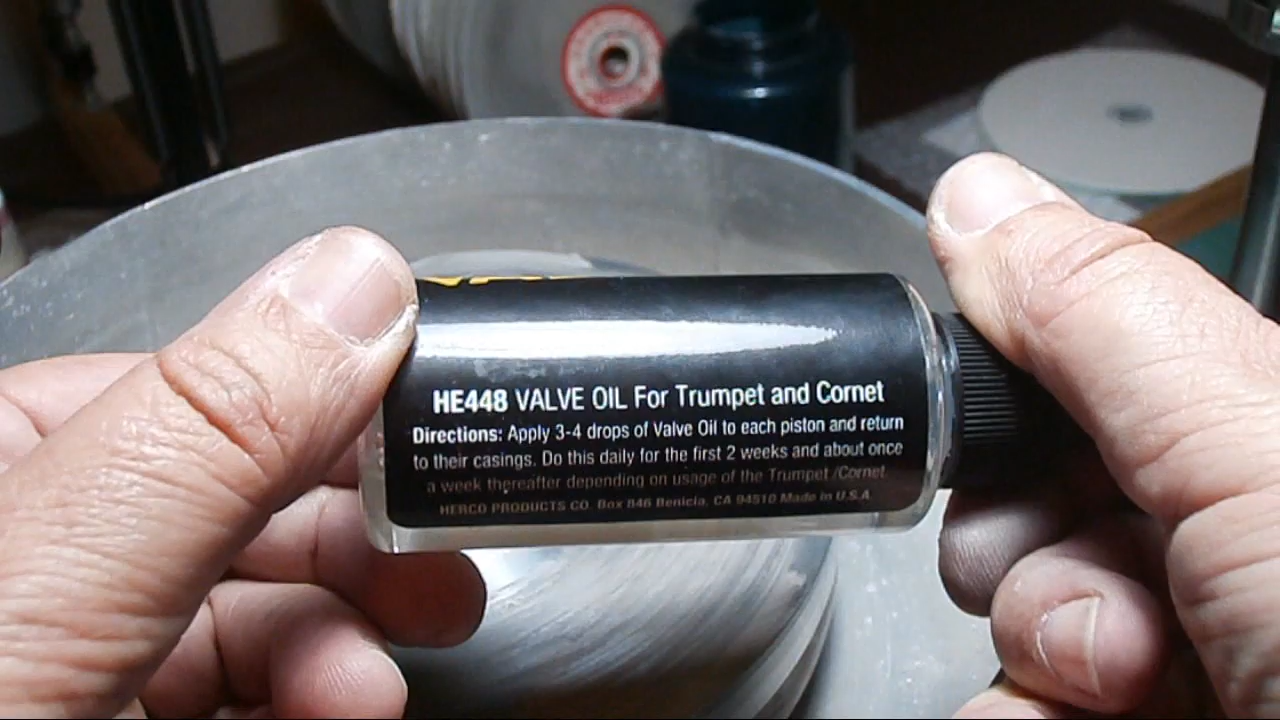 HE448 VALVE OIL For Trumpet and Cornet
Directions: Apply 3-4 drops of Valve Oil to each piston and return
to their casings. Do this daily for the first 2 weeks and about once
a week thereafter depending on usage of the Trumpet /Cornet
HERCO PRODUCTS CO. Box 846 Benicia, CA 94510 Made in U.S.A.